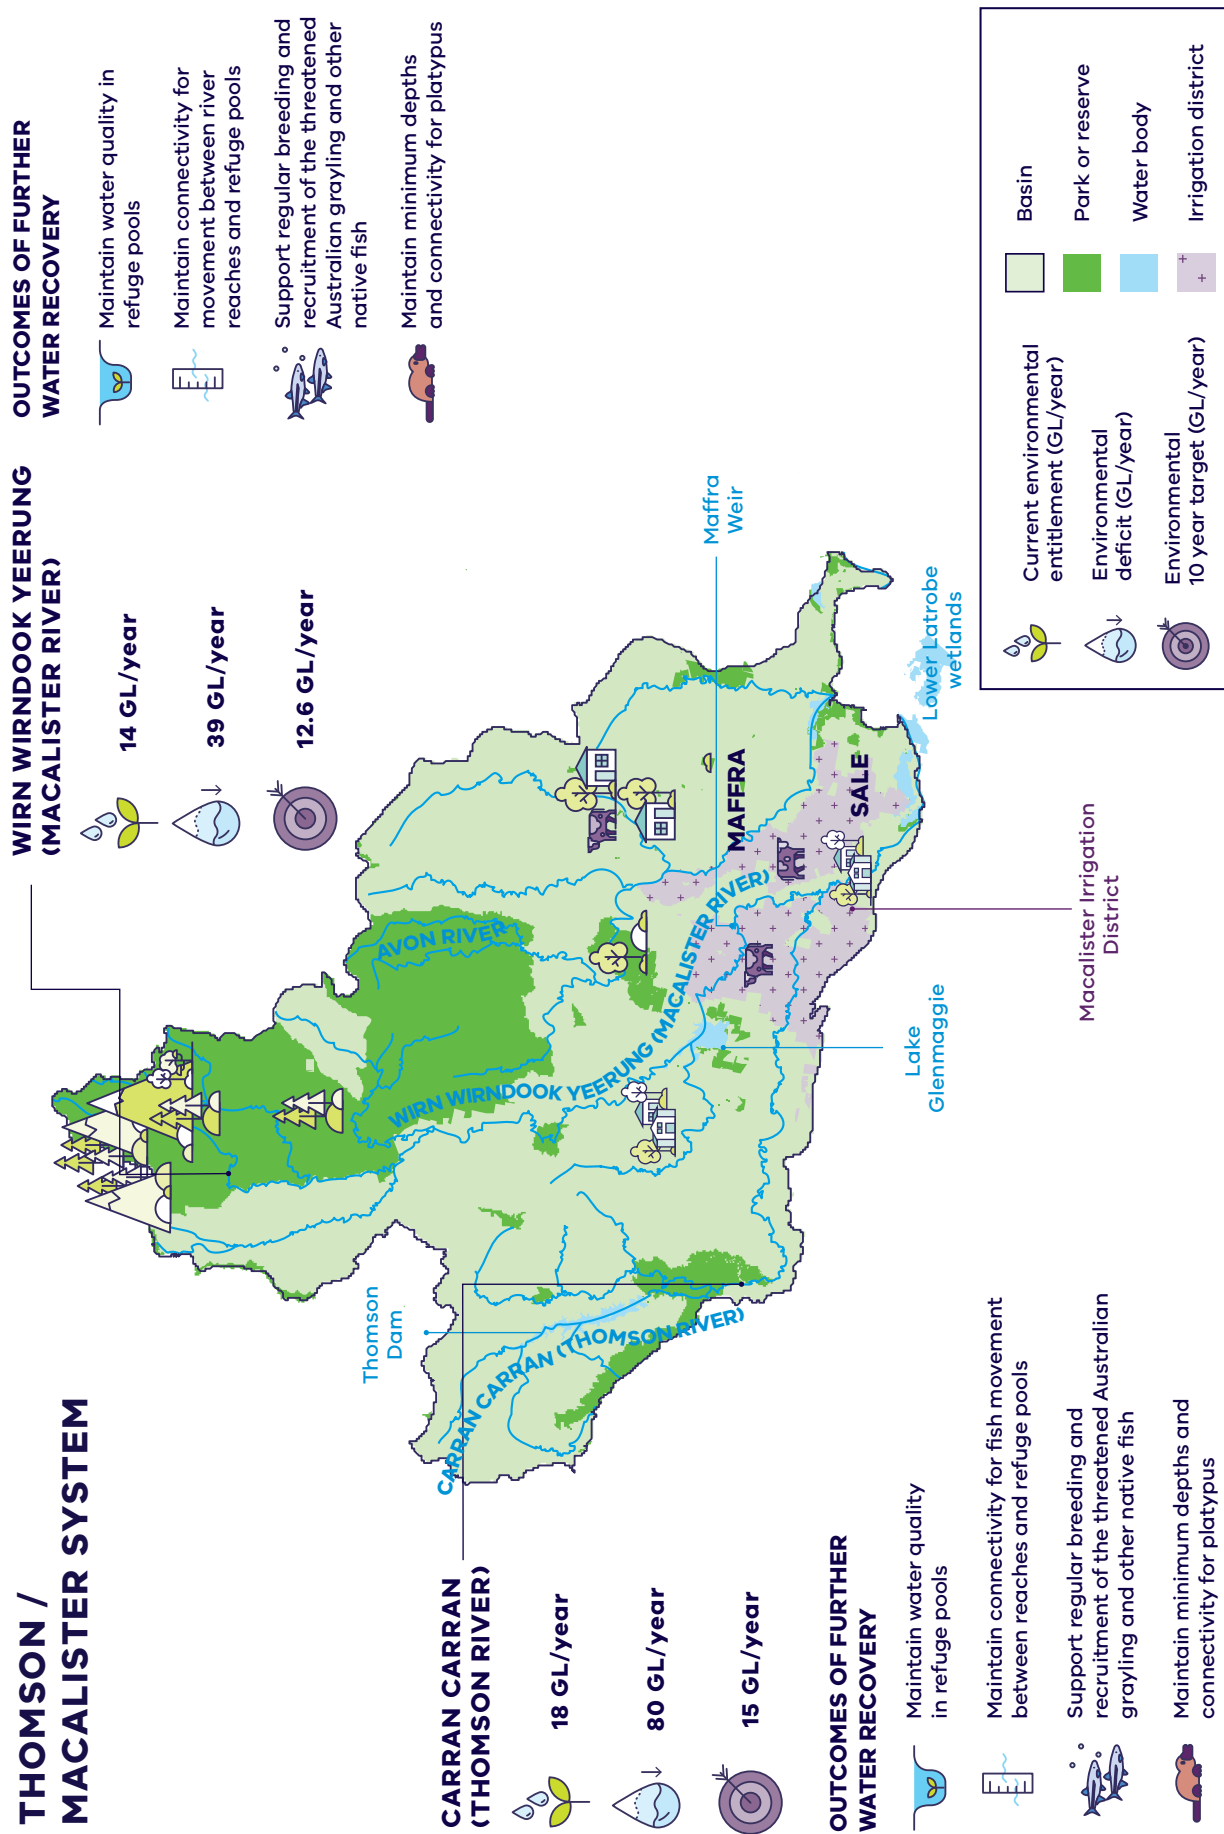 THOMSON /
MACALISTER SYSTEM
WIRN WIRNDOOK YEERUNG
(MACALISTER RIVER)
14 GL/year
39 GL/year
12.6 GL/year
OUTCOMES OF FURTHER
WATER RECOVERY
Maintain water quality in
refuge pools
Maintain connectivity for
movement between river
reaches and refuge pools
Support regular breeding and
recruitment of the threatened
Australian grayling and other
native fish
Maintain minimum depths
and connectivity for platypus
CARRAN CARRAN
(THOMSON RIVER)
18 GL/year
80 GL/year
15 GL/year
OUTCOMES OF FURTHER
WATER RECOVERY
Maintain water quality
in refuge pools
Maintain connectivity for fish movement
between reaches and refuge pools
Support regular breeding and
recruitment of the threatened Australian
grayling and other native fish
Maintain minimum depths and
connectivity for platypus
Thomson
Dam
CARRAN CARRAN (THOMSON RIVER)
WIRN WIRNDOOK YEERUNG (MACALISTER RIVER)
AVON RIVER
MAFFRA
SALE
Maffra
Weir
Lower Latrobe
wetlands
Lake
Glenmaggie
Macalister Irrigation
District
Current environmental
entitlement (GL/year)
Environmental
deficit (GL/year)
Environmental
10 year target (GL/year)
Basin
Park or reserve
Water body
Irrigation district